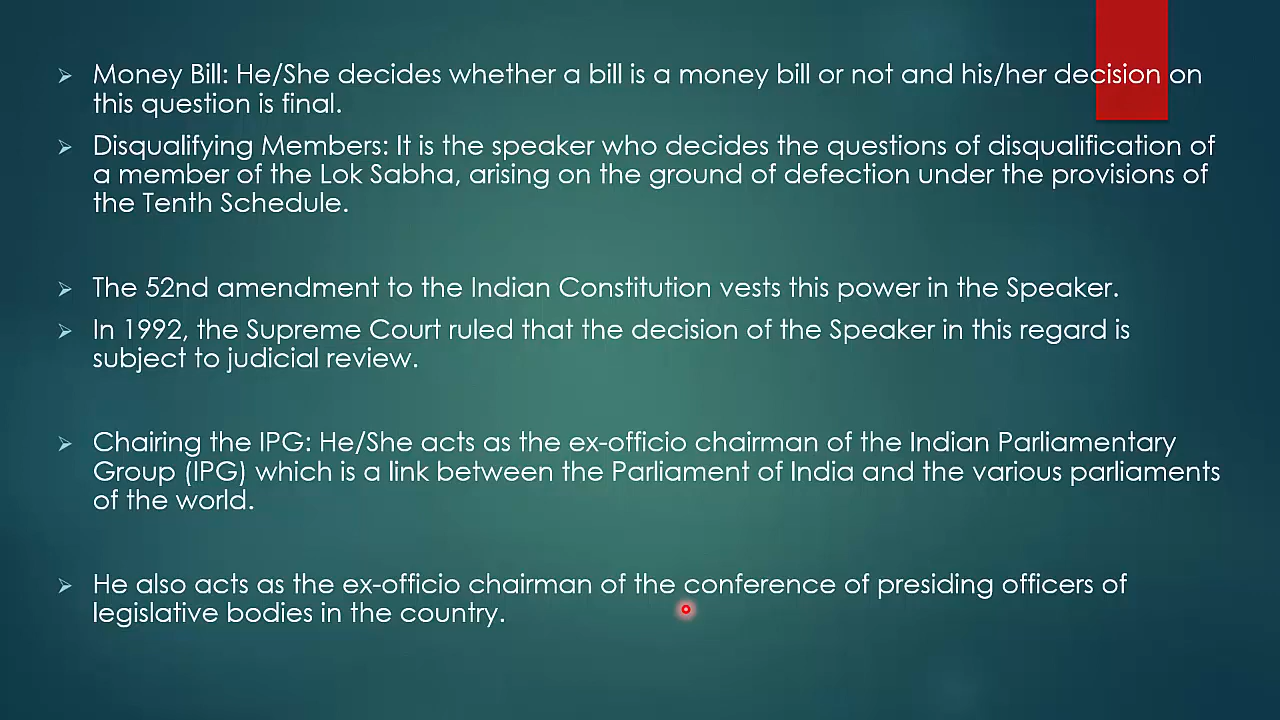 Money Bill: He/She decides whether a bill is a money bill or not and his/her decision on
this question is final.
Disqualifying Members: It is the speaker who decides the questions of disqualification of
a member of the Lok Sabha, arising on the ground of defection under the provisions of
the Tenth Schedule.
The 52nd amendment to the Indian Constitution vests this power in the Speaker.
In 1992, the Supreme Court ruled that the decision of the Speaker in this regard is
subject to judicial review.
Chairing the IPG: He/She acts as the ex-officio chairman of the Indian Parliamentary
Group (IPG) which is a link between the Parliament of India and the various parliaments
of the world.
He also acts as the ex-officio chairman of the conference of presiding officers of
legislative bodies in the country.